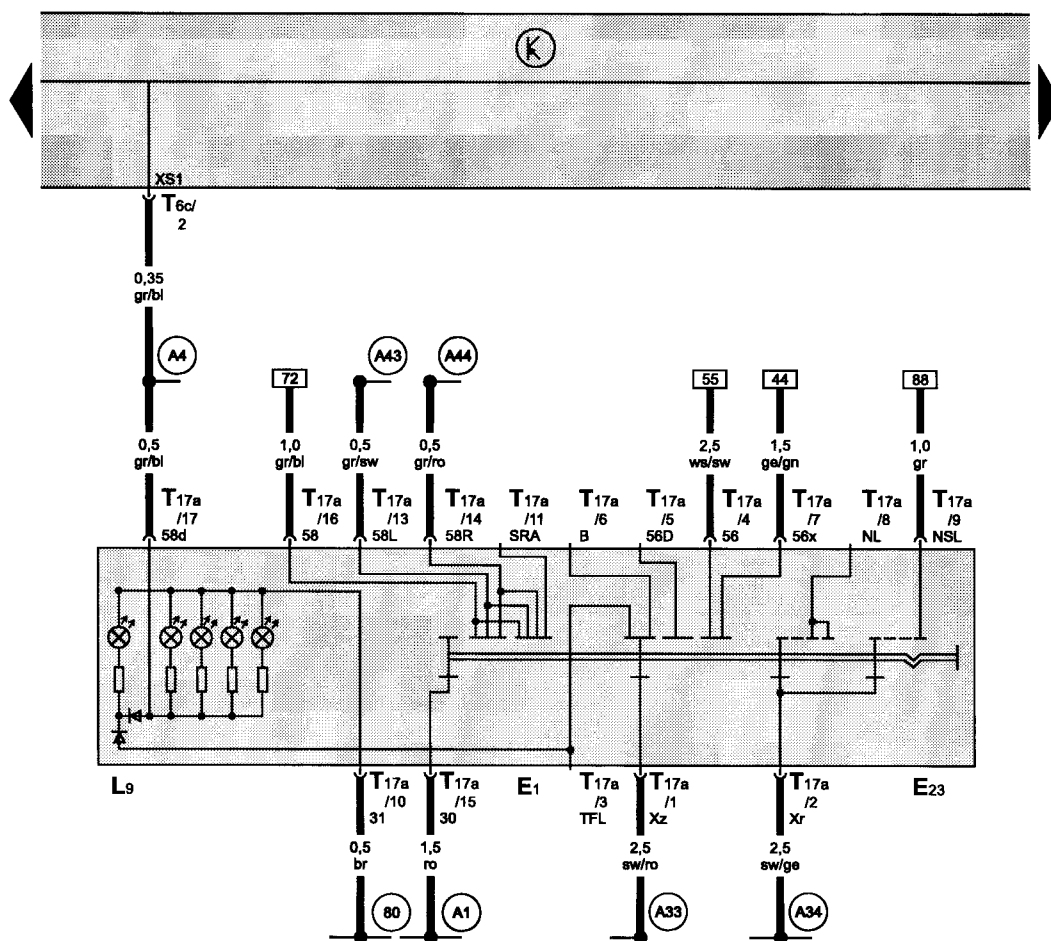 K
XS1
T6c/
2
0,35
gr/bl
A4
A43
A44
72
55
44
88
0,5
gr/bl
1,0
gr/bl
0,5
gr/sw
0,5
gr/ro
2,5
ws/sw
1,5
ge/gn
1,0
gr
T17a
/17
58d
T17a
/16
58
T17a
/13
58L
T17a
/14
58R
T17a
/11
SRA
T17a
/6
B
T17a
/5
56D
T17a
/4
56
T17a
/7
56x
T17a
/8
NL
T17a
/9
NSL
L9
T17a
/10
31
T17a
/15
30
E1
T17a
/3
TFL
T17a
/1
Xz
T17a
/2
Xr
E23
0,5
br
1,5
ro
2,5
sw/ro
2,5
sw/ge
80
A1
A33
A34